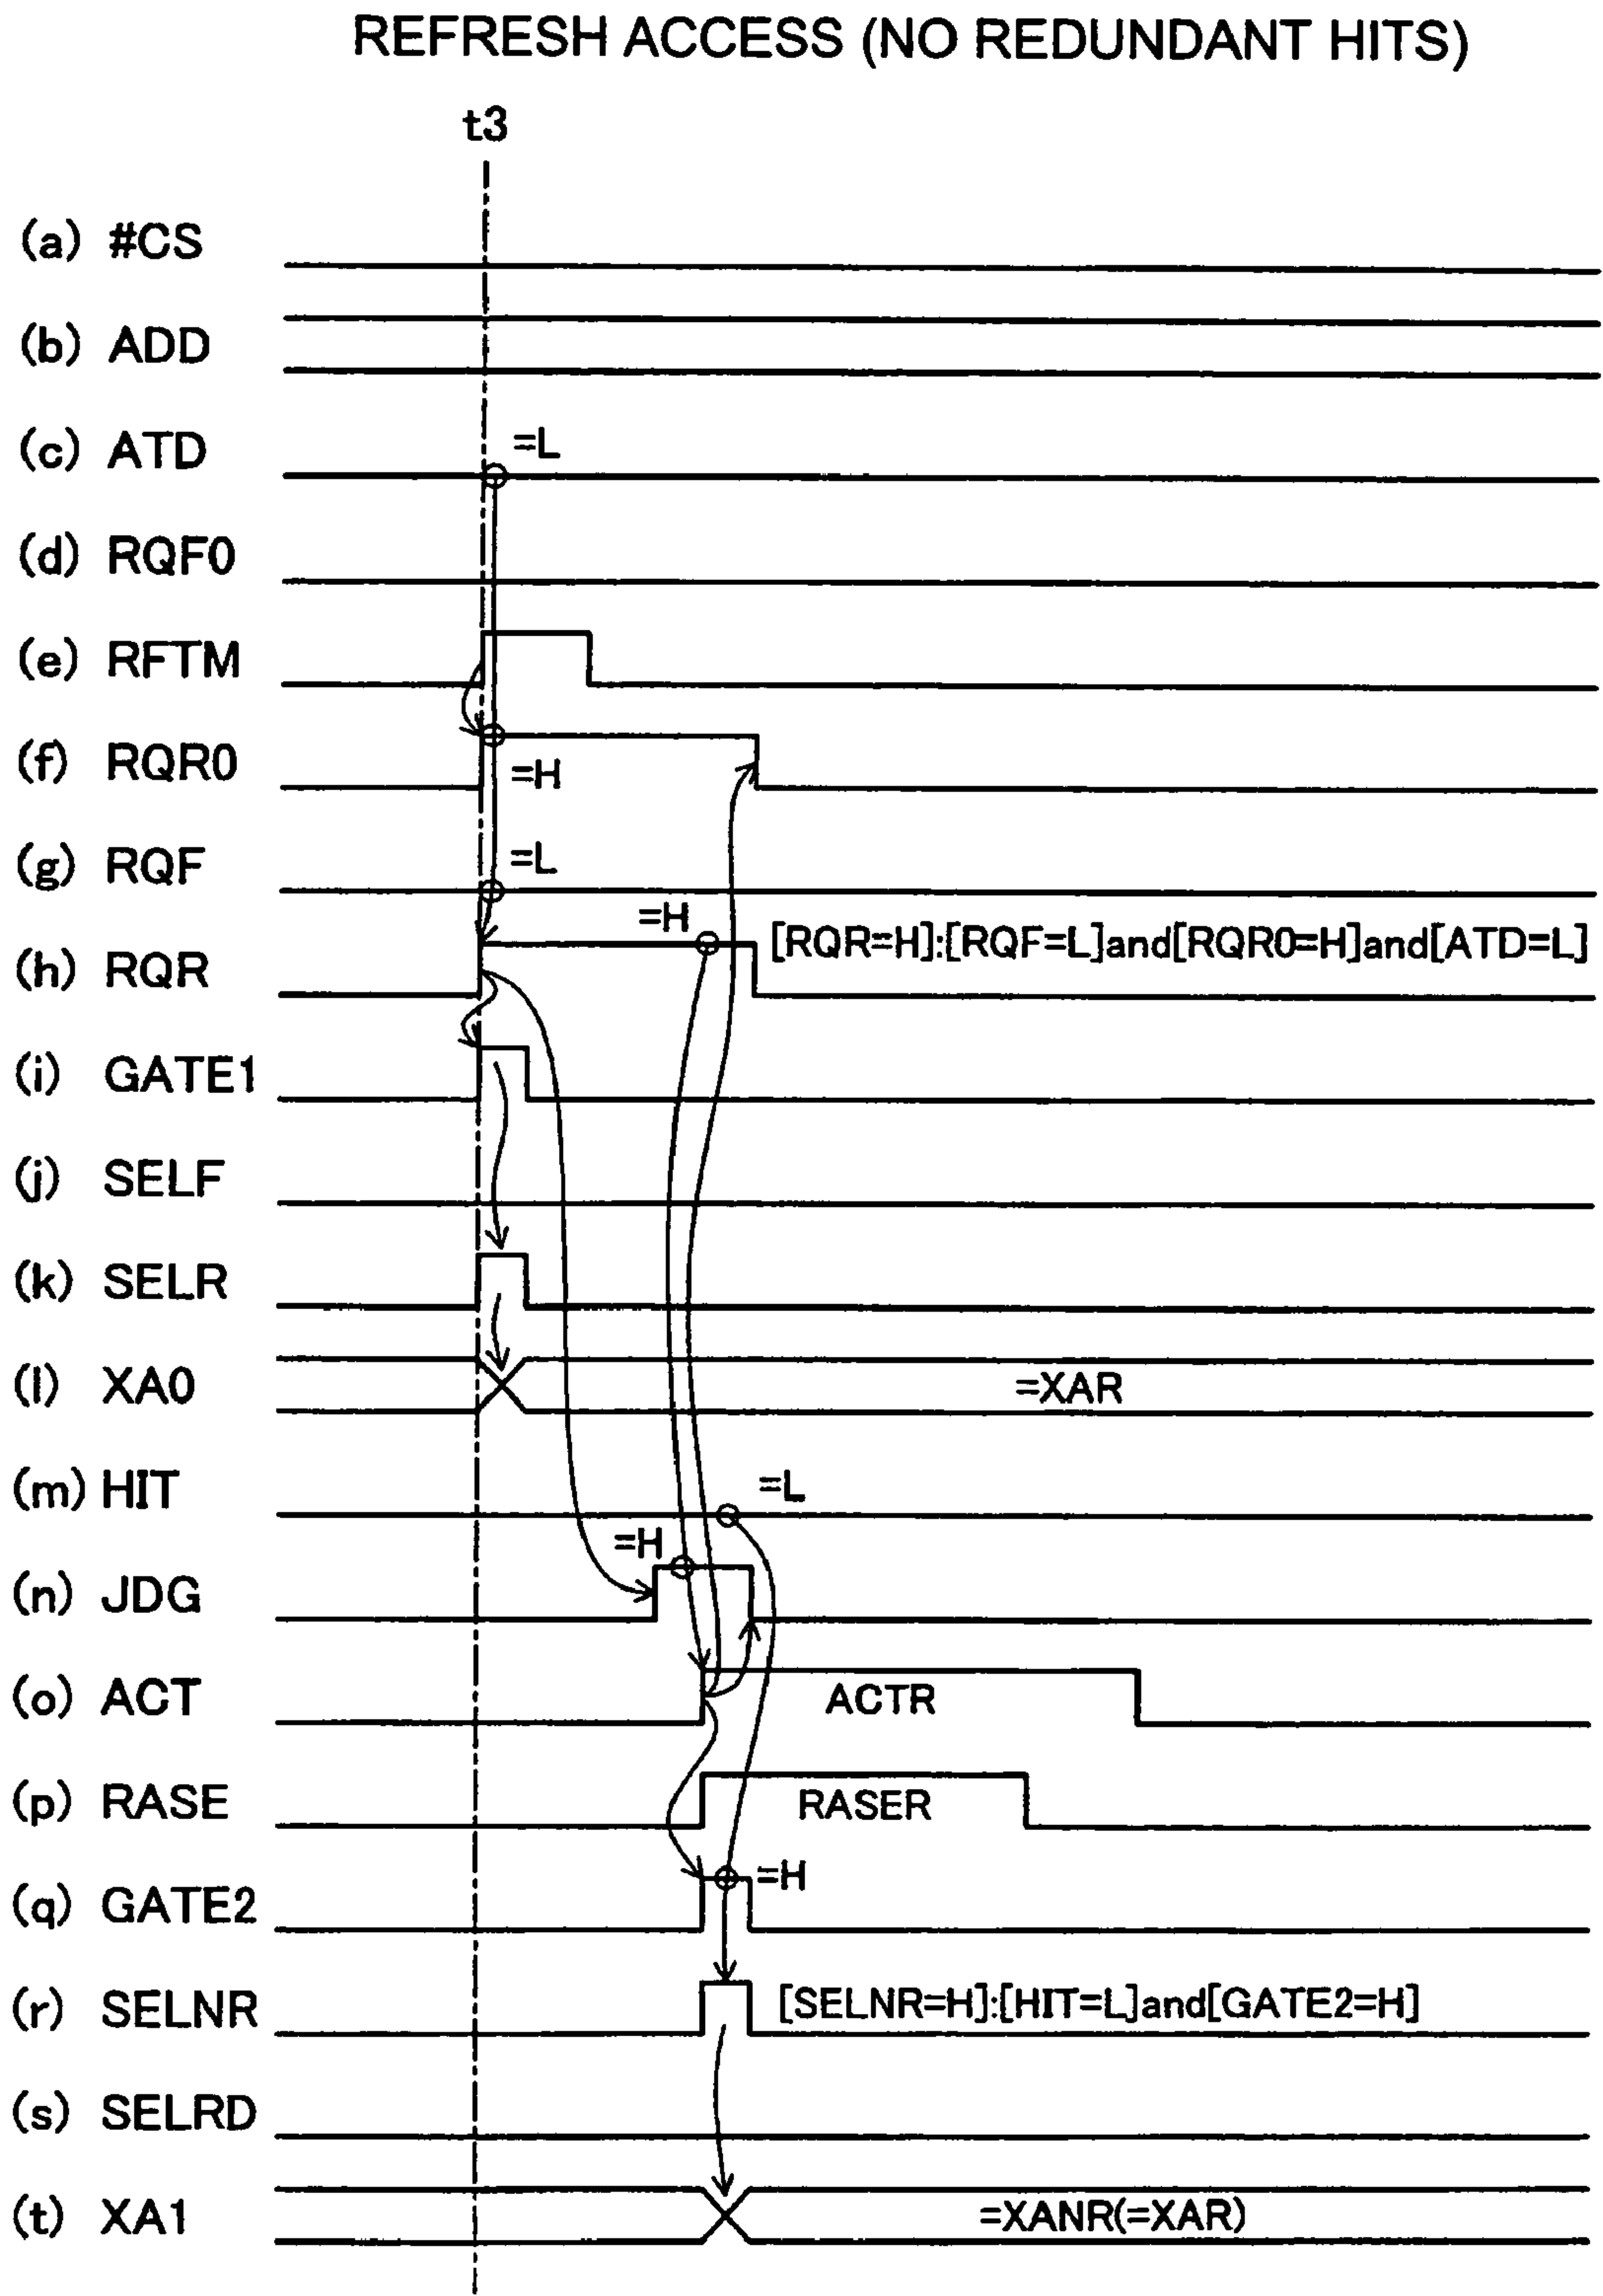 REFRESH ACCESS (NO REDUNDANT HITS)
t3
(a) #CS
(b) ADD
(c) ATD =L
(d) RQF0
(e) RFTM
(f) RQR0 =H
(g) RQF =L
(h) RQR =H [RQR=H]:[RQF=L]and[RQR0=H]and[ATD=L]
(i) GATE1
(j) SELF
(k) SELR
(l) XA0 =XAR
(m) HIT =L
(n) JDG =H
(o) ACT ACTR
(p) RASE RASER
(q) GATE2 =H
(r) SELNR [SELNR=H]:[HIT=L]and[GATE2=H]
(s) SELRD
(t) XA1 =XANR(=XAR)